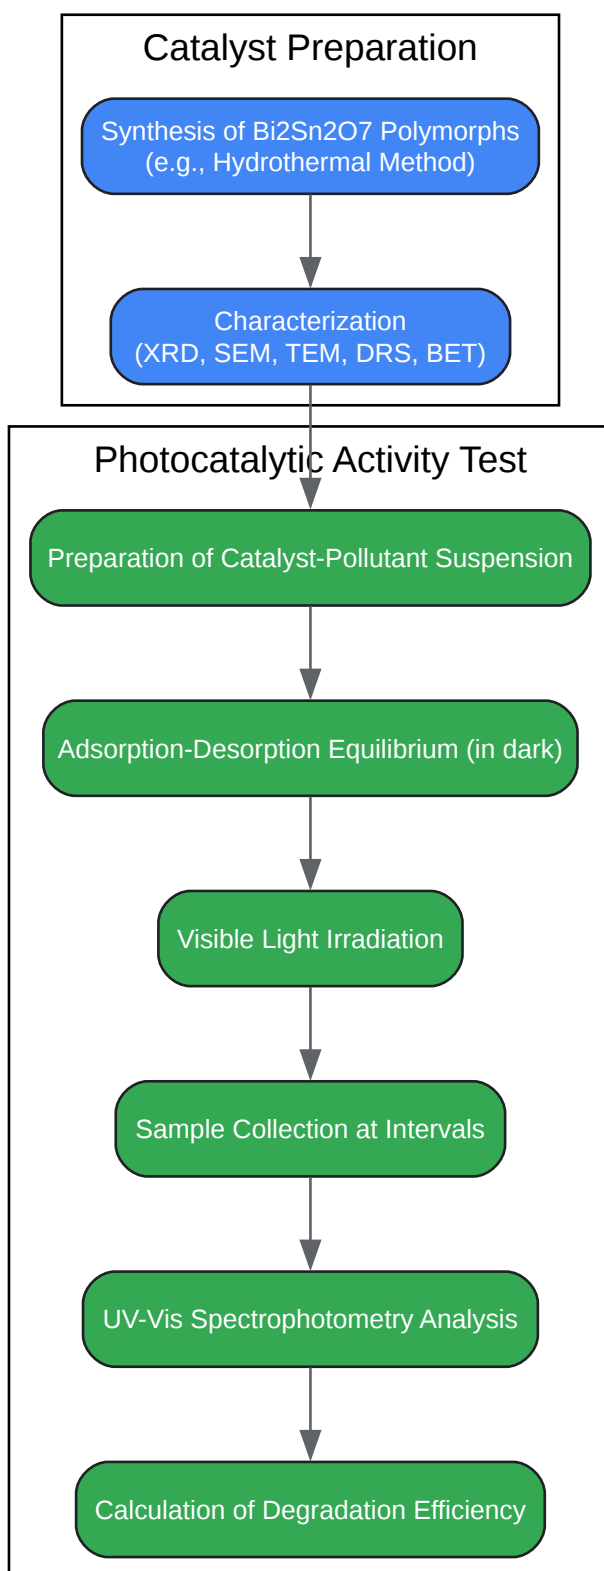 Catalyst Preparation
Synthesis of Bi2Sn2O7 Polymorphs
(e.g., Hydrothermal Method)
Characterization
(XRD, SEM, TEM, DRS, BET)
Photocatalytic Activity Test
Preparation of Catalyst-Pollutant Suspension
Adsorption-Desorption Equilibrium (in dark)
Visible Light Irradiation
Sample Collection at Intervals
UV-Vis Spectrophotometry Analysis
Calculation of Degradation Efficiency